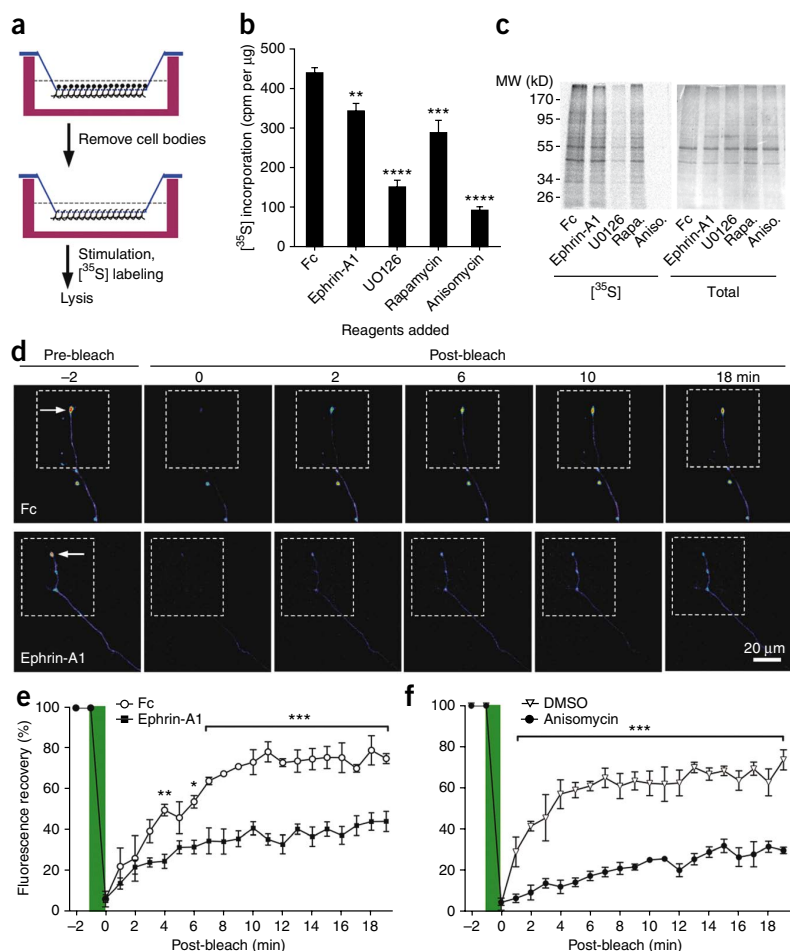 a
Remove cell bodies
Stimulation,
[³⁵S] labeling
Lysis
b
[³⁵S] incorporation (cpm per μg)
500
400
300
200
100
0
**
****
***
****
Fc
Ephrin-A1
UO126
Rapamycin
Anisomycin
Reagents added
c
MW (kD)
170
95
55
34
26
Fc
Ephrin-A1
U0126
Rapa.
Aniso.
Fc
Ephrin-A1
U0126
Rapa.
Aniso.
[³⁵S]
Total
d
Pre-bleach
Post-bleach
–2
0
2
6
10
18 min
Fc
Ephrin-A1
20 μm
e
Fc
Ephrin-A1
***
**
*
Fluorescence recovery (%)
100
80
60
40
20
0
–2 0 2 4 6 8 10 12 14 16 18
Post-bleach (min)
f
DMSO
Anisomycin
***
100
80
60
40
20
0
–2 0 2 4 6 8 10 12 14 16 18
Post-bleach (min)